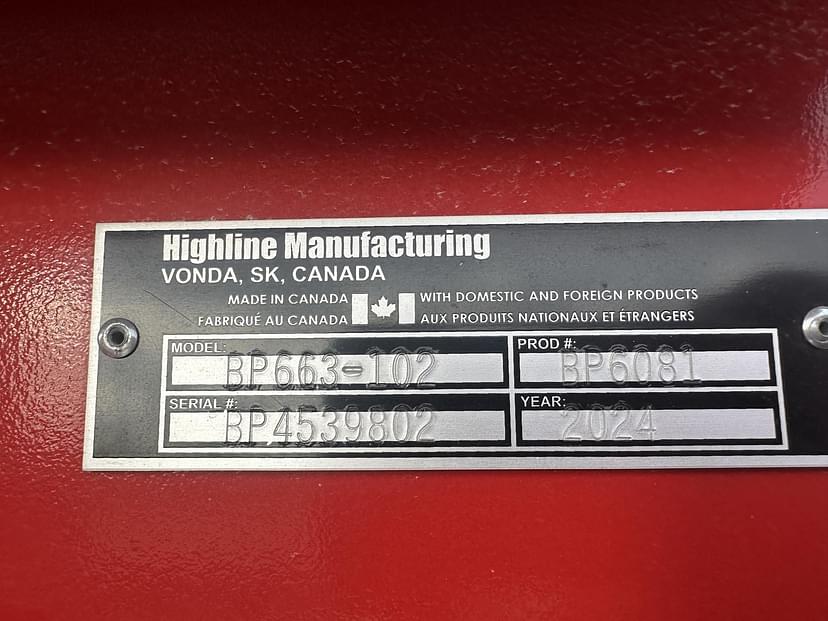 Highline Manufacturing
VONDA, SK, CANADA
MADE IN CANADA WITH DOMESTIC AND FOREIGN PRODUCTS
FABRIQUÉ AU CANADA AUX PRODUITS NATIONAUX ET ÉTRANGERS
MODEL: BP663-102 PROD #: BP6081
SERIAL #: BP4539802 YEAR: 2024